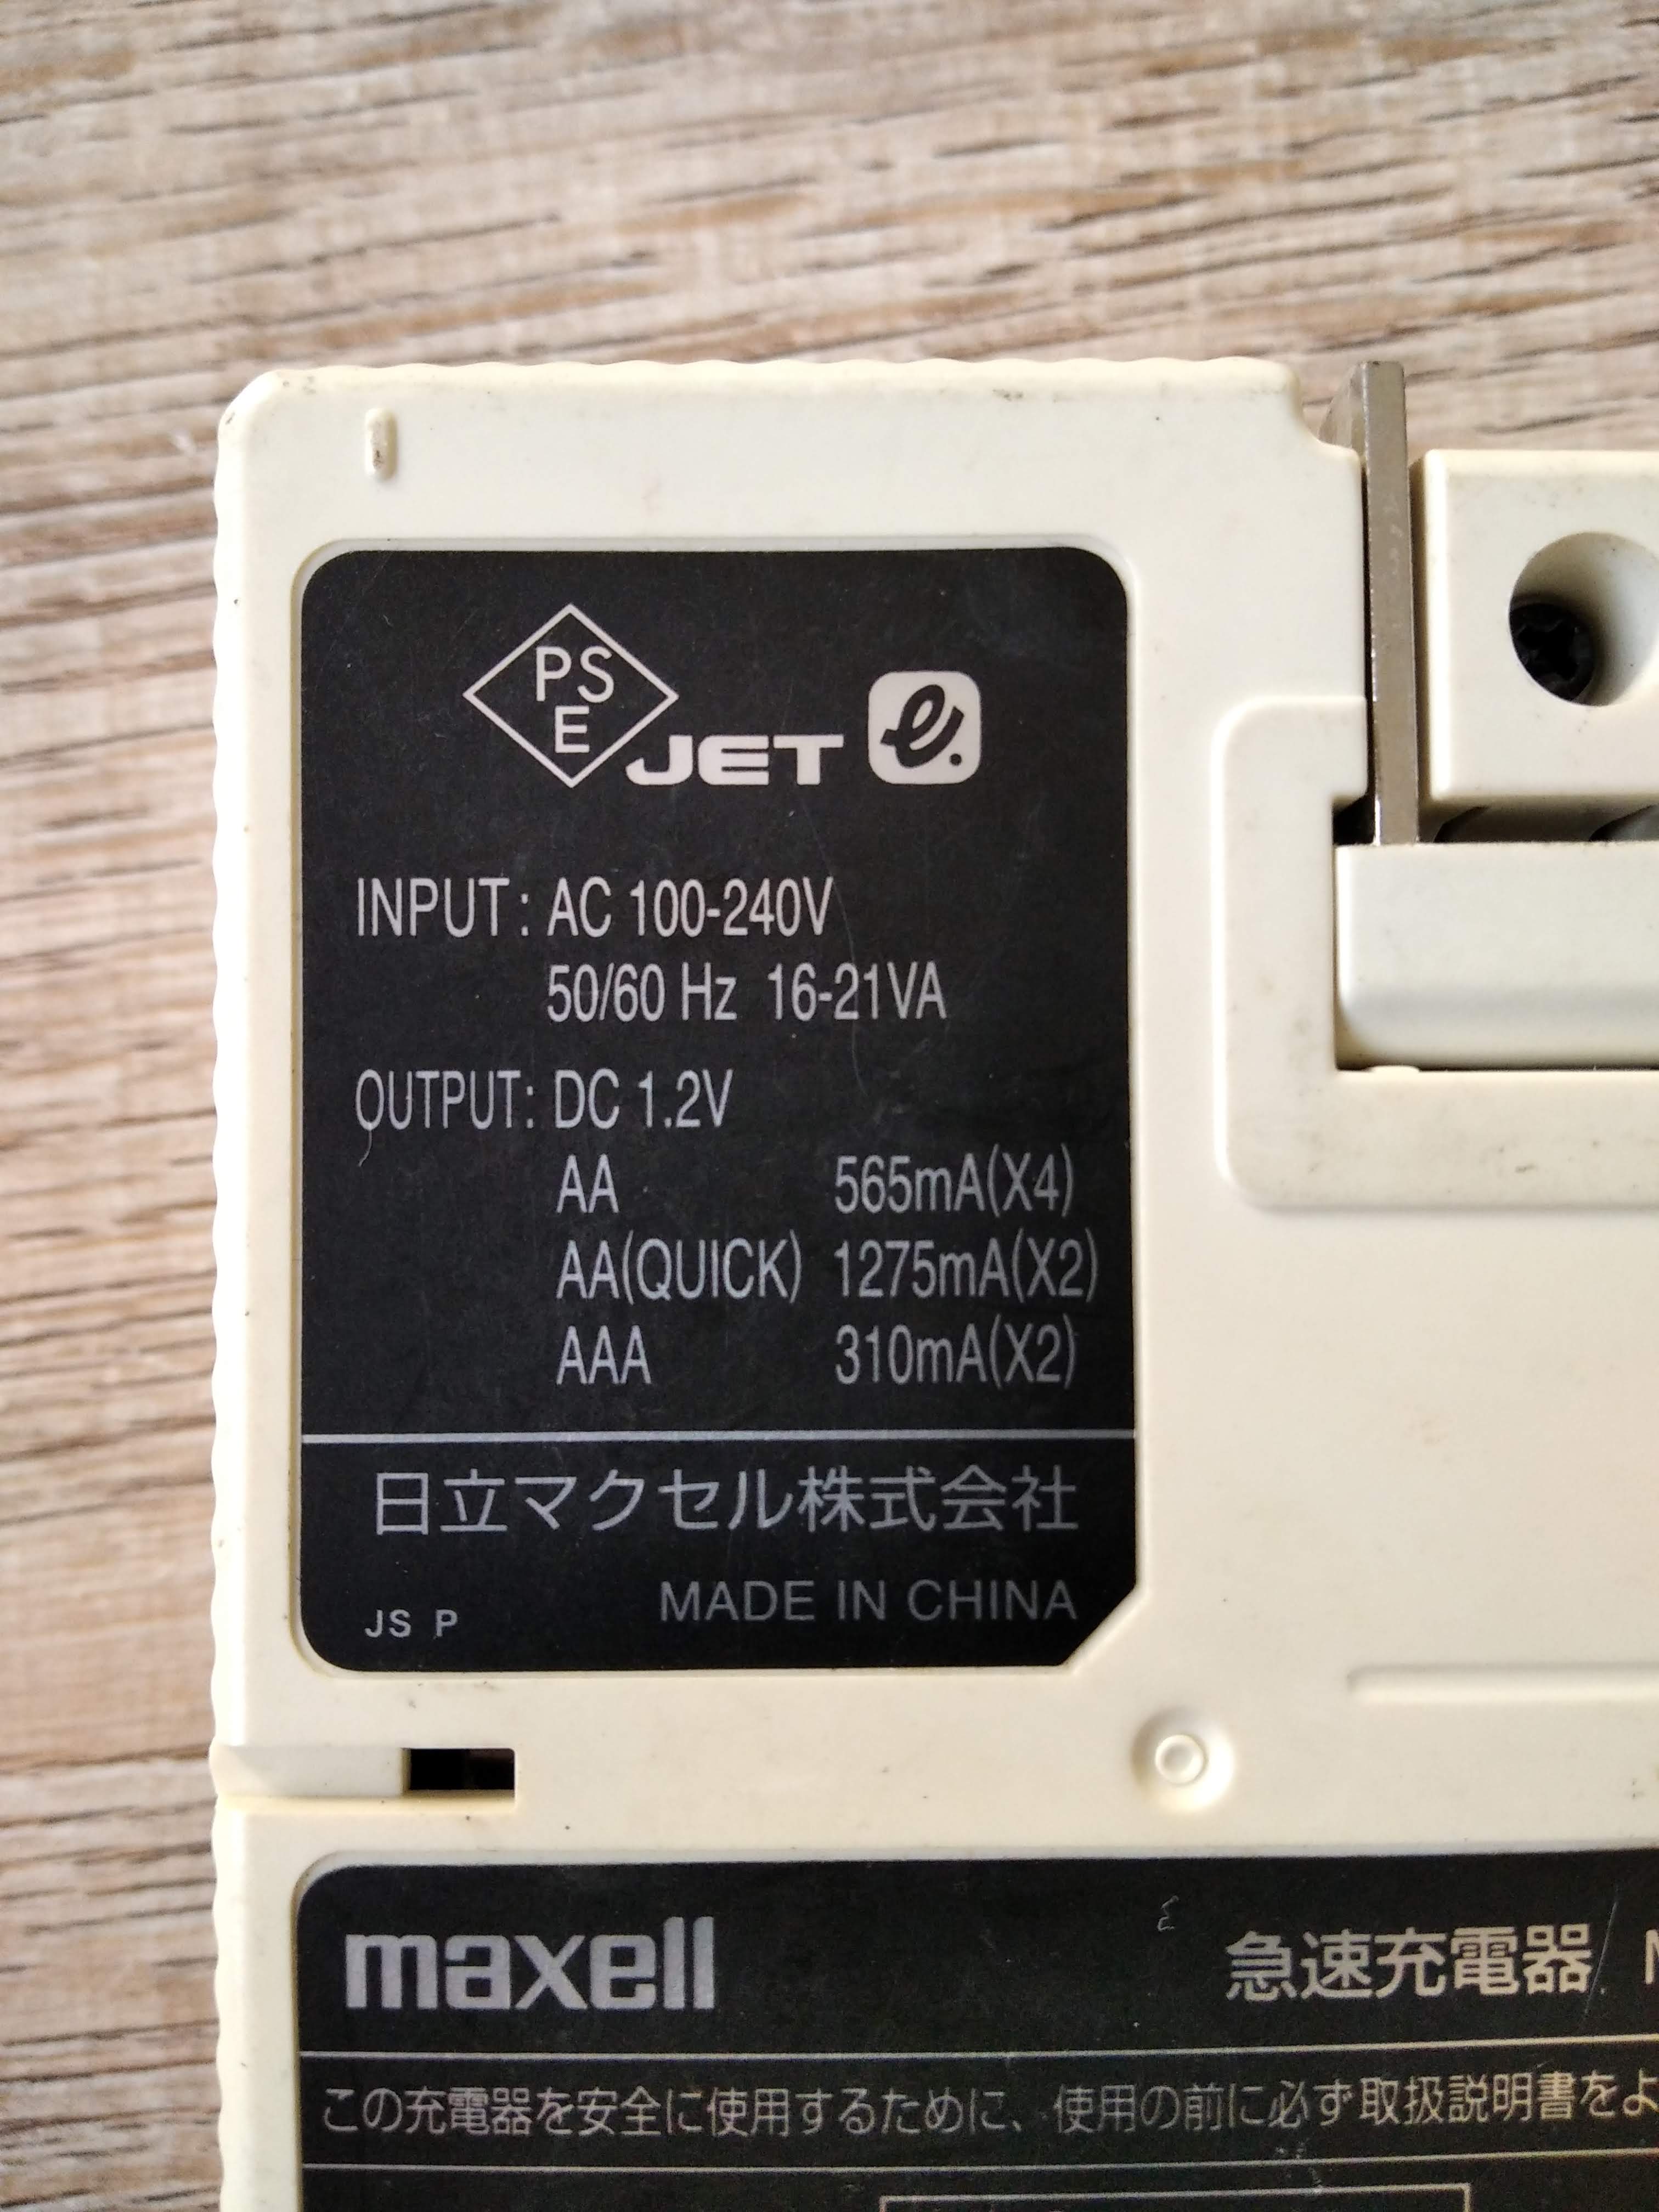 PS
E
JET e.
INPUT: AC 100-240V
50/60 Hz 16-21VA
OUTPUT: DC 1.2V
AA 565mA(X4)
AA(QUICK) 1275mA(X2)
AAA 310mA(X2)
日立マクセル株式会社
JS P MADE IN CHINA
maxell 急速充電器
この充電器を安全に使用するために、使用の前に必ず取扱説明書をよ